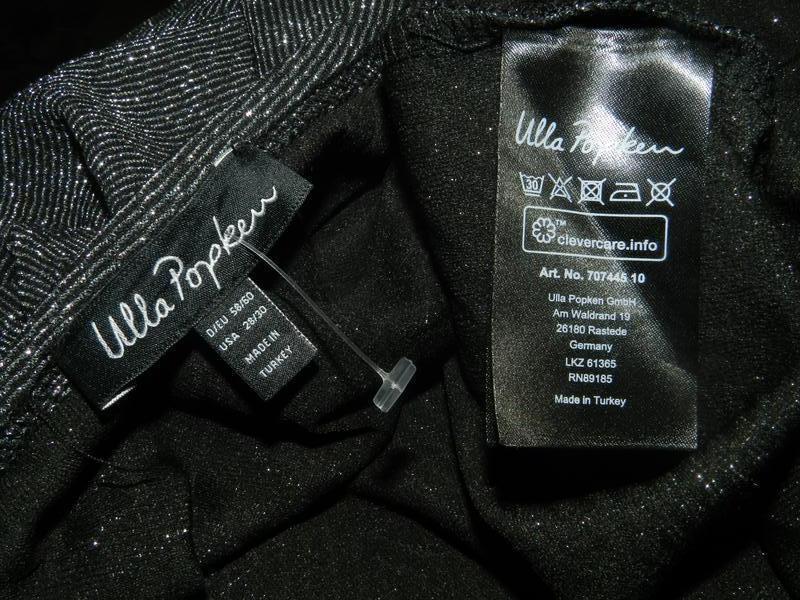 Ulla Popken
D/EU 58/60
USA 28/30
MADE IN
TURKEY
Ulla Popken
30
TM
clevercare.info
Art. No. 707445 10
Ulla Popken GmbH
Am Waldrand 19
26180 Rastede
Germany
LKZ 61365
RN89185
Made in Turkey